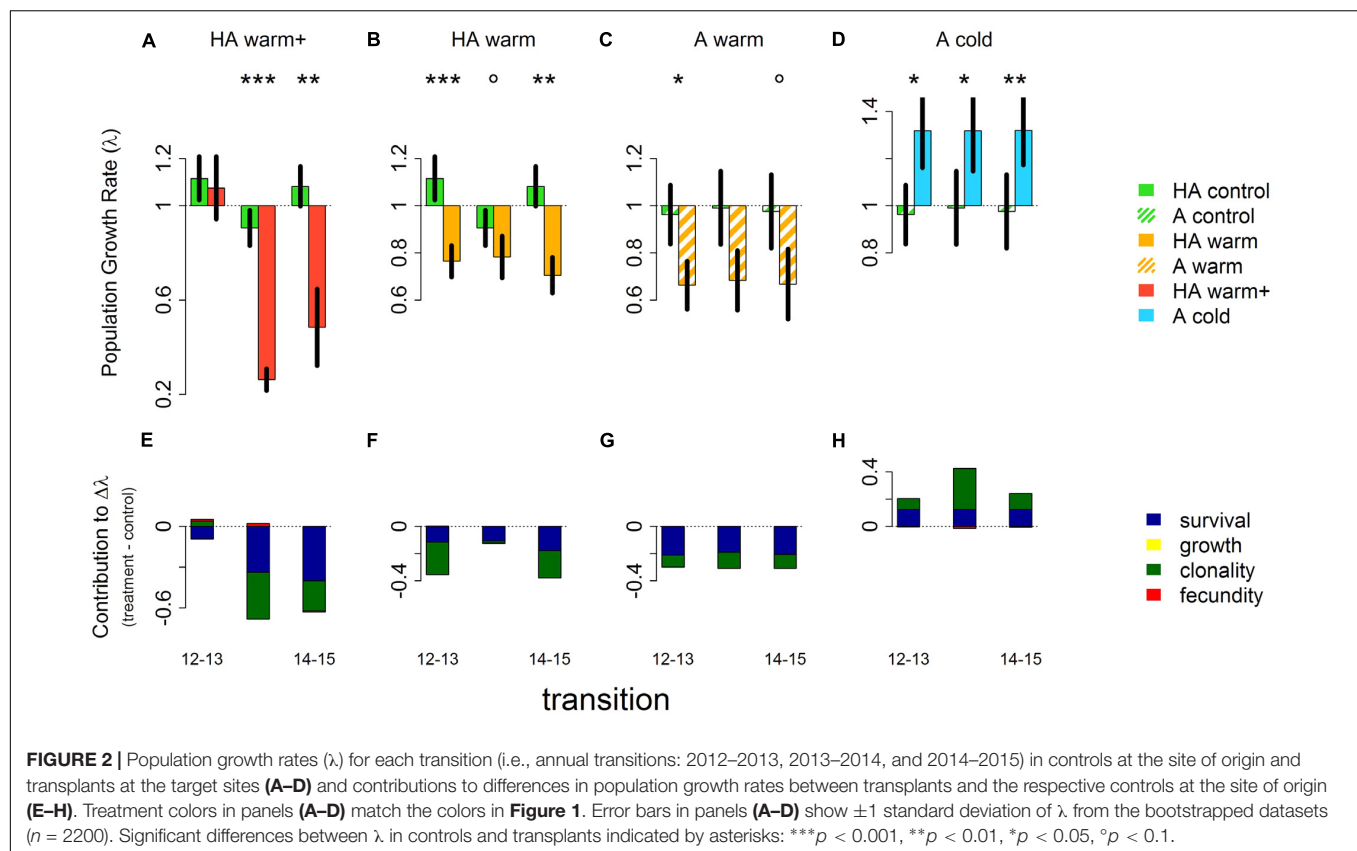 A HA warm+ B HA warm C A warm D A cold
*** ** *** ° ** * ° * * **
Population Growth Rate (λ)
1.2
1
0.6
0.2
1.2
1
0.8
0.6
1.2
1
0.8
0.6
1.4
1
0.8
HA control
A control
HA warm
A warm
HA warm+
A cold
E F G H
Contribution to Δλ
(treatment - control)
0
-0.6
0
-0.4
0
-0.4
0.4
0
survival
growth
clonality
fecundity
12-13 14-15 12-13 14-15 12-13 14-15 12-13 14-15
transition
FIGURE 2 | Population growth rates (λ) for each transition (i.e., annual transitions: 2012–2013, 2013–2014, and 2014–2015) in controls at the site of origin and
transplants at the target sites (A–D) and contributions to differences in population growth rates between transplants and the respective controls at the site of origin
(E–H). Treatment colors in panels (A–D) match the colors in Figure 1. Error bars in panels (A–D) show ±1 standard deviation of λ from the bootstrapped datasets
(n = 2200). Significant differences between λ in controls and transplants indicated by asterisks: ***p < 0.001, **p < 0.01, *p < 0.05, °p < 0.1.